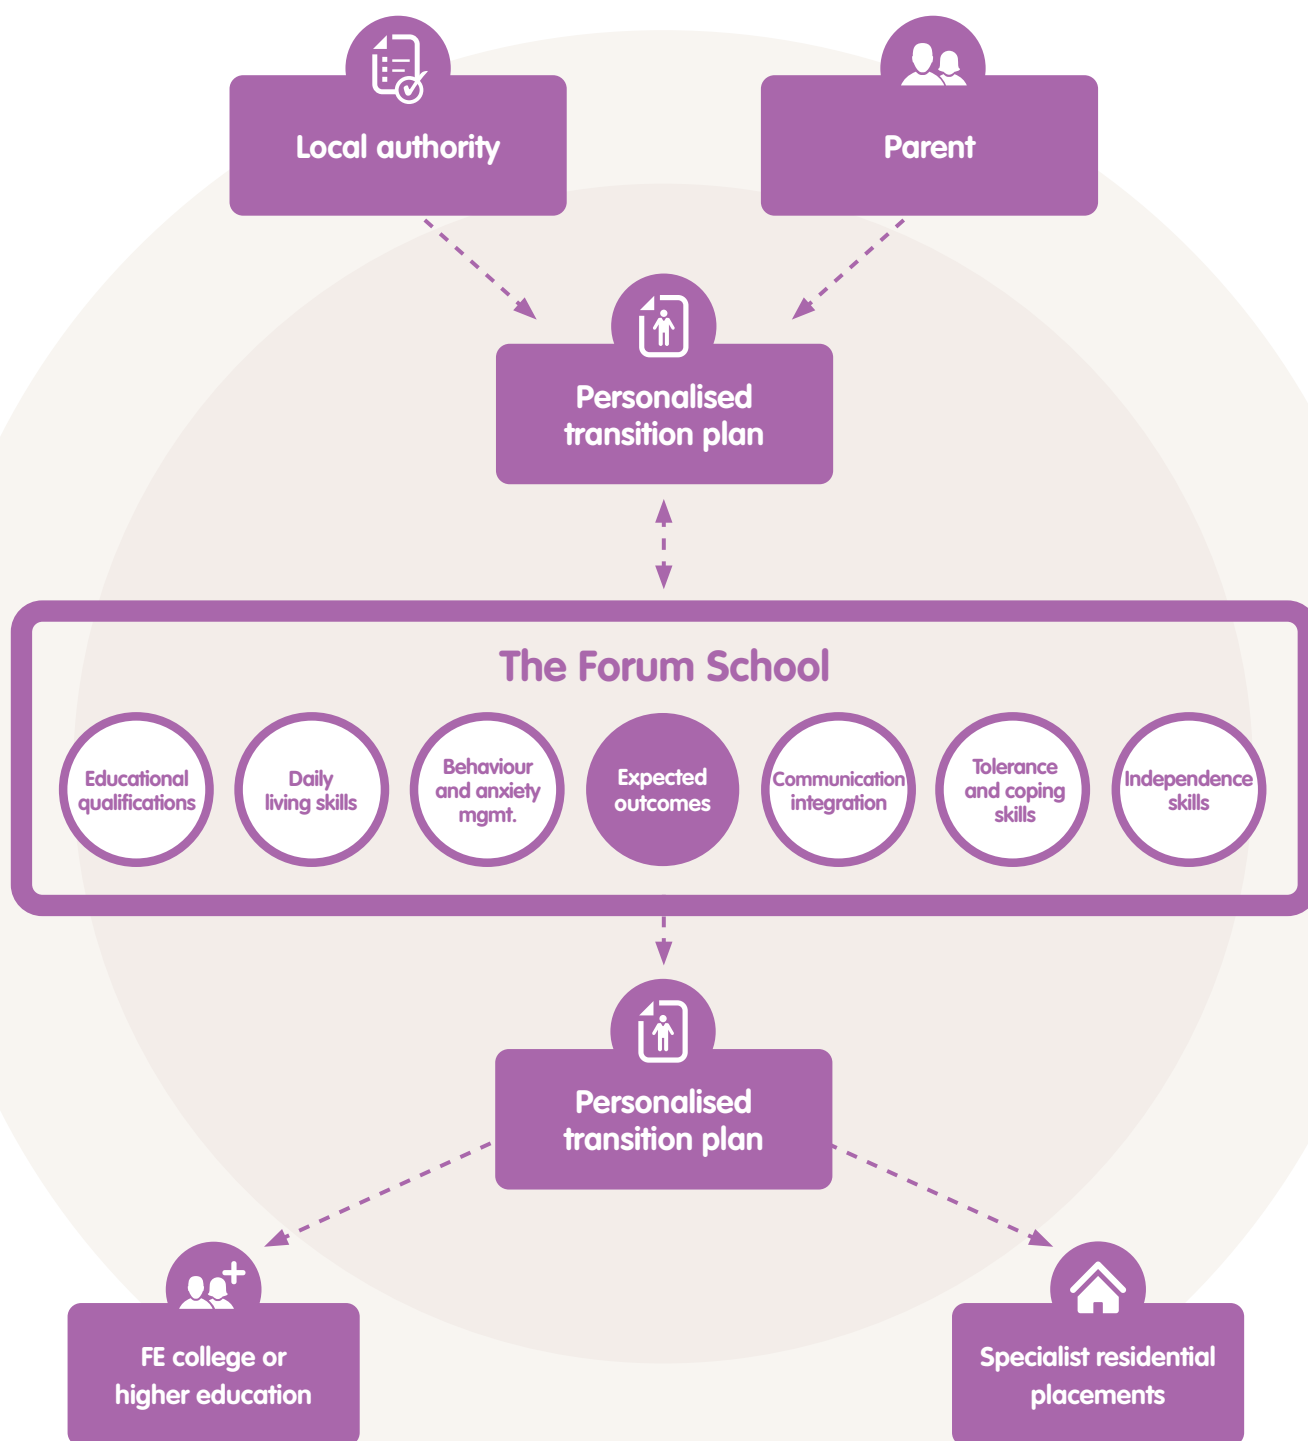 Local authority
Parent
Personalised
transition plan
The Forum School
Educational
qualifications
Daily
living skills
Behaviour
and anxiety
mgmt.
Expected
outcomes
Communication
integration
Tolerance
and coping
skills
Independence
skills
Personalised
transition plan
FE college or
higher education
Specialist residential
placements